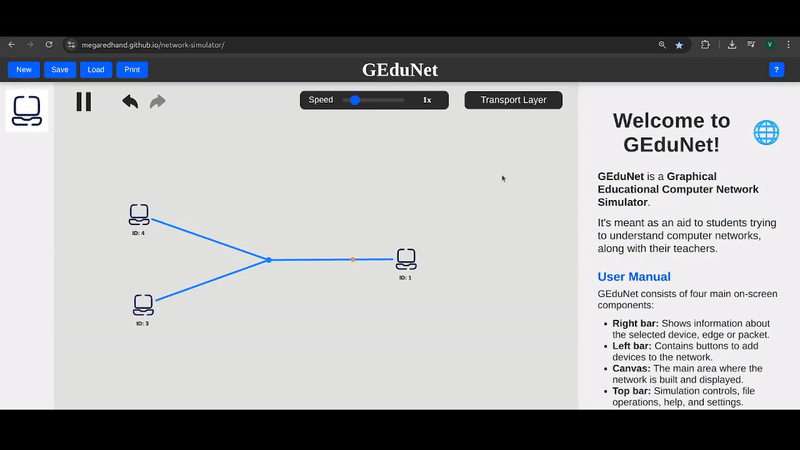 megaredhand.github.io/network-simulator/
V
New
Save
Load
Print
GEduNet
?
Speed
1x
Transport Layer
ID: 4
ID: 3
ID: 1
Welcome to
GEduNet!
GEduNet is a Graphical
Educational Computer Network
Simulator.
It's meant as an aid to students trying
to understand computer networks,
along with their teachers.
User Manual
GEduNet consists of four main on-screen
components:
• Right bar: Shows information about
the selected device, edge or packet.
• Left bar: Contains buttons to add
devices to the network.
• Canvas: The main area where the
network is built and displayed.
• Top bar: Simulation controls, file
operations, help, and settings.